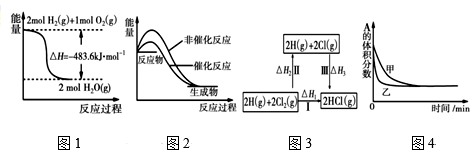 能量
2mol H₂(g)+1mol O₂(g)
ΔH=-483.6kJ·mol⁻¹
2 mol H₂O(g)
反应过程
图1
能量
反应物
非催化反应
催化反应
生成物
反应过程
图2
2H(g)+2Cl(g)
ΔH₂ Ⅱ Ⅲ ΔH₃
2H(g)+2Cl₂(g) ΔH₁ Ⅰ 2HCl(g)
图3
A的体积分数
甲
乙
0
时间/min
图4